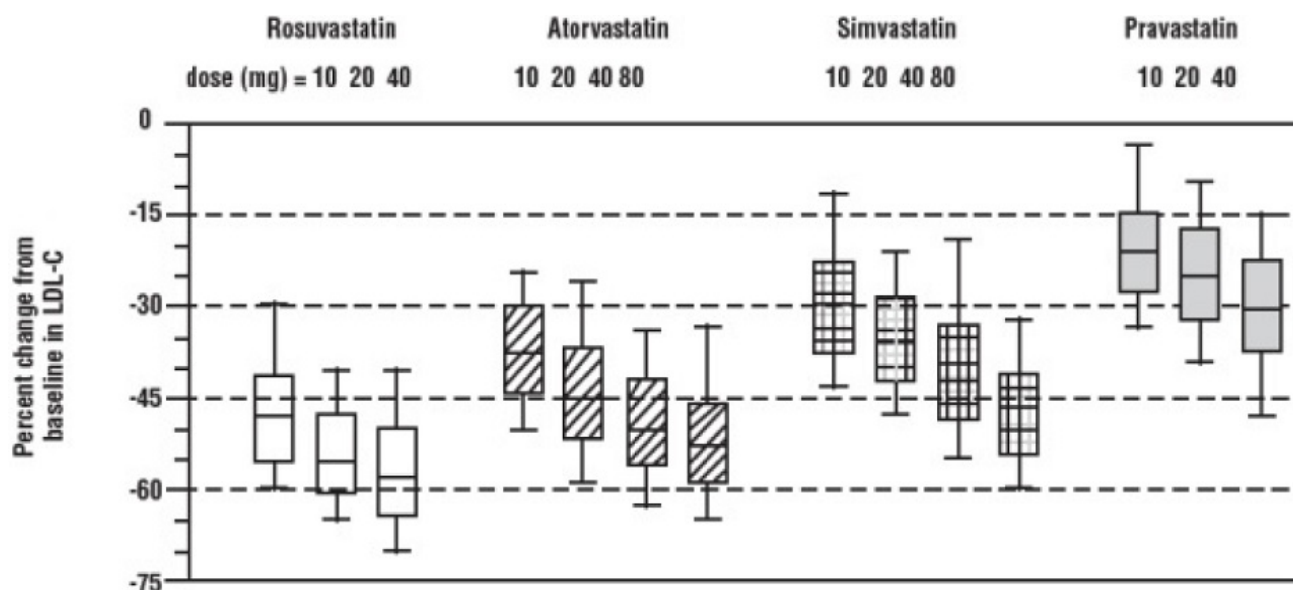 Rosuvastatin Atorvastatin Simvastatin Pravastatin
dose (mg) = 10 20 40 10 20 40 80 10 20 40 80 10 20 40
0
-15
-30
-45
-60
-75
Percent change from
baseline in LDL-C